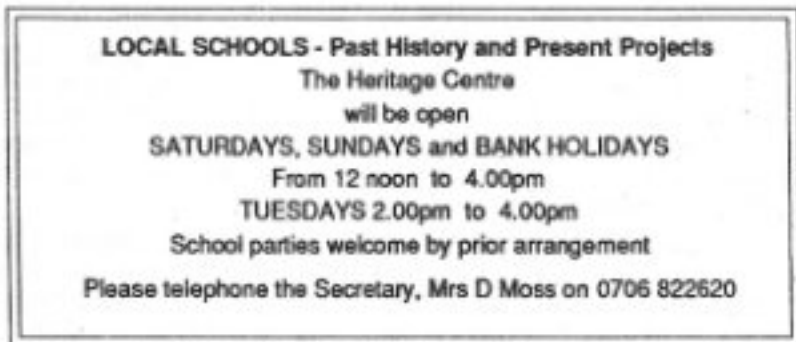 LOCAL SCHOOLS - Past History and Present Projects
The Heritage Centre
will be open
SATURDAYS, SUNDAYS and BANK HOLIDAYS
From 12 noon to 4.00pm
TUESDAYS 2.00pm to 4.00pm
School parties welcome by prior arrangement
Please telephone the Secretary, Mrs D Moss on 0706 822620